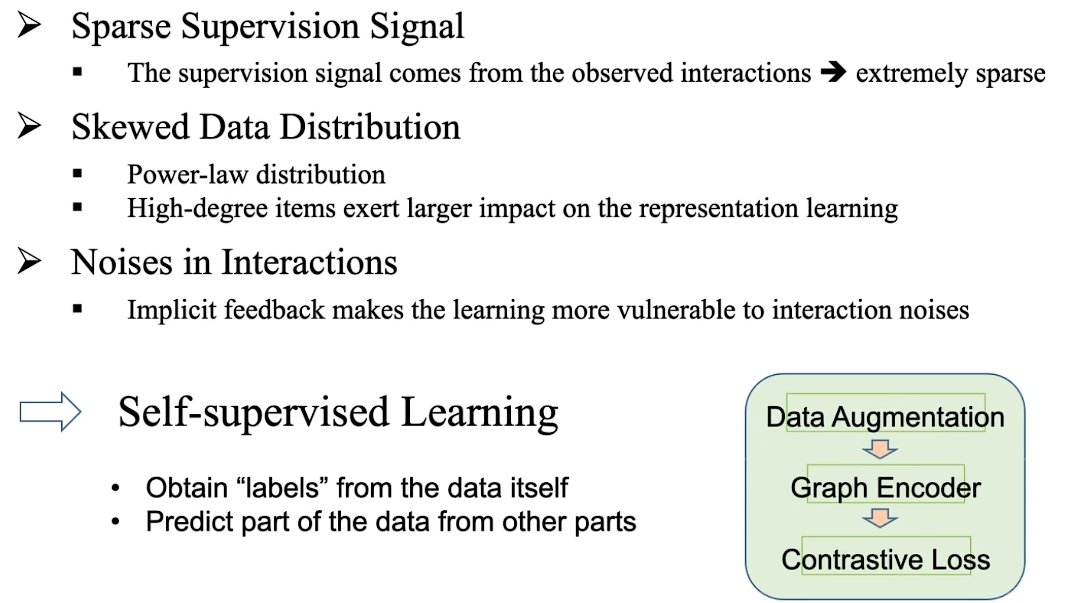 Sparse Supervision Signal
The supervision signal comes from the observed interactions ➔ extremely sparse
Skewed Data Distribution
Power-law distribution
High-degree items exert larger impact on the representation learning
Noises in Interactions
Implicit feedback makes the learning more vulnerable to interaction noises
Self-supervised Learning
• Obtain “labels” from the data itself
• Predict part of the data from other parts
Data Augmentation
Graph Encoder
Contrastive Loss